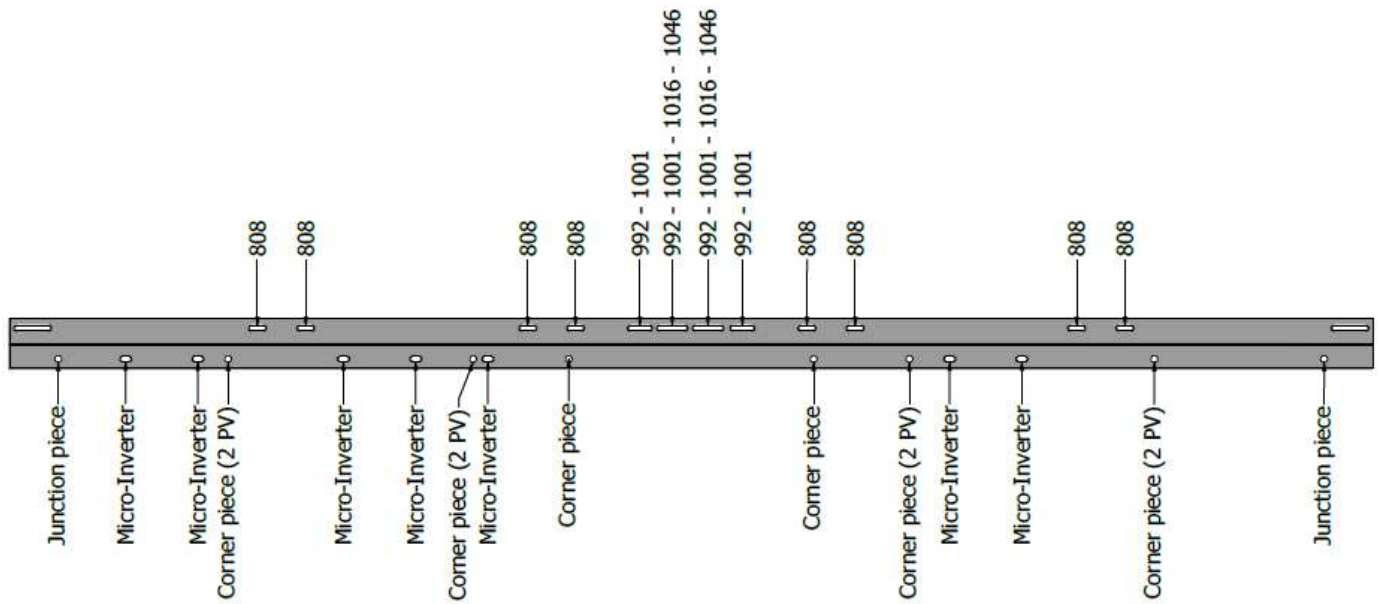 808
808
808
808
992 - 1001
992 - 1001 - 1016 - 1046
992 - 1001 - 1016 - 1046
992 - 1001
808
808
808
808
Junction piece
Micro-Inverter
Micro-Inverter
Corner piece (2 PV)
Micro-Inverter
Micro-Inverter
Corner piece (2 PV)
Micro-Inverter
Corner piece
Corner piece
Corner piece (2 PV)
Micro-Inverter
Micro-Inverter
Corner piece (2 PV)
Junction piece